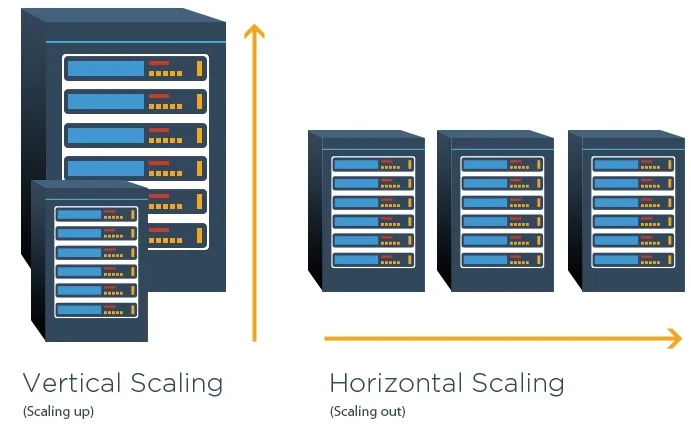 Vertical Scaling
(Scaling up)
Horizontal Scaling
(Scaling out)